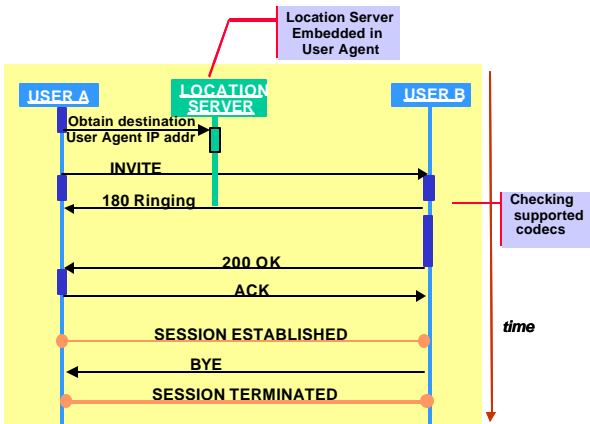 Location Server
Embedded in
User Agent
USER A
LOCATION
SERVER
USER B
Obtain destination
User Agent IP addr
INVITE
180 Ringing
Checking
supported
codecs
200 OK
ACK
time
SESSION ESTABLISHED
BYE
SESSION TERMINATED